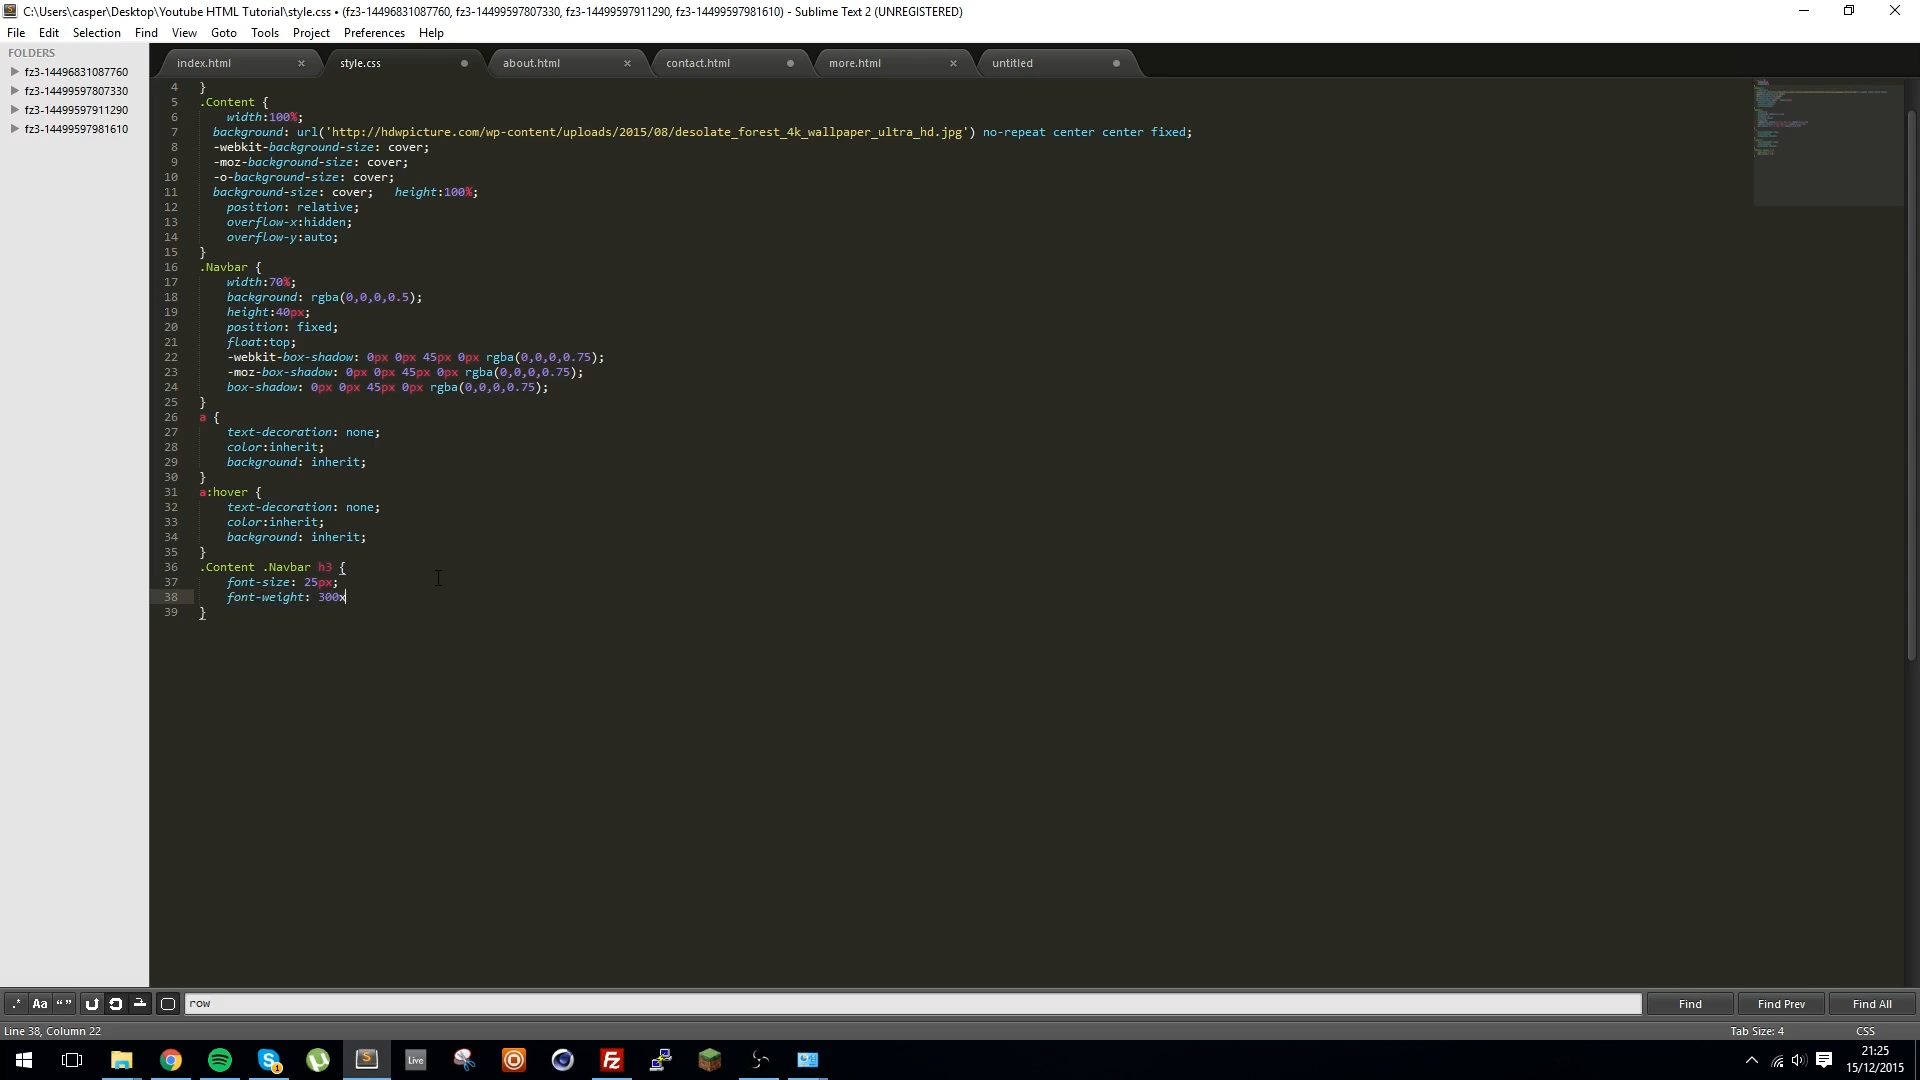 C:\Users\casper\Desktop\Youtube HTML Tutorial\style.css • (fz3-14496831087760, fz3-14499597807330, fz3-14499597911290, fz3-14499597981610) - Sublime Text 2 (UNREGISTERED)
File Edit Selection Find View Goto Tools Project Preferences Help
FOLDERS
fz3-14496831087760
fz3-14499597807330
fz3-14499597911290
fz3-14499597981610
index.html style.css about.html contact.html more.html untitled
4 }
5 .Content {
6 width:100%;
7 background: url('http://hdwpicture.com/wp-content/uploads/2015/08/desolate_forest_4k_wallpaper_ultra_hd.jpg') no-repeat center center fixed;
8 -webkit-background-size: cover;
9 -moz-background-size: cover;
10 -o-background-size: cover;
11 background-size: cover; height:100%;
12 position: relative;
13 overflow-x:hidden;
14 overflow-y:auto;
15 }
16 .Navbar {
17 width:70%;
18 background: rgba(0,0,0,0.5);
19 height:40px;
20 position: fixed;
21 float:top;
22 -webkit-box-shadow: 0px 0px 45px 0px rgba(0,0,0,0.75);
23 -moz-box-shadow: 0px 0px 45px 0px rgba(0,0,0,0.75);
24 box-shadow: 0px 0px 45px 0px rgba(0,0,0,0.75);
25 }
26 a {
27 text-decoration: none;
28 color:inherit;
29 background: inherit;
30 }
31 a:hover {
32 text-decoration: none;
33 color:inherit;
34 background: inherit;
35 }
36 .Content .Navbar h3 {
37 font-size: 25px;
38 font-weight: 300x
39 }
.* Aa “” row Find Find Prev Find All
Line 38, Column 22 Tab Size: 4 CSS
Live
21:25
15/12/2015